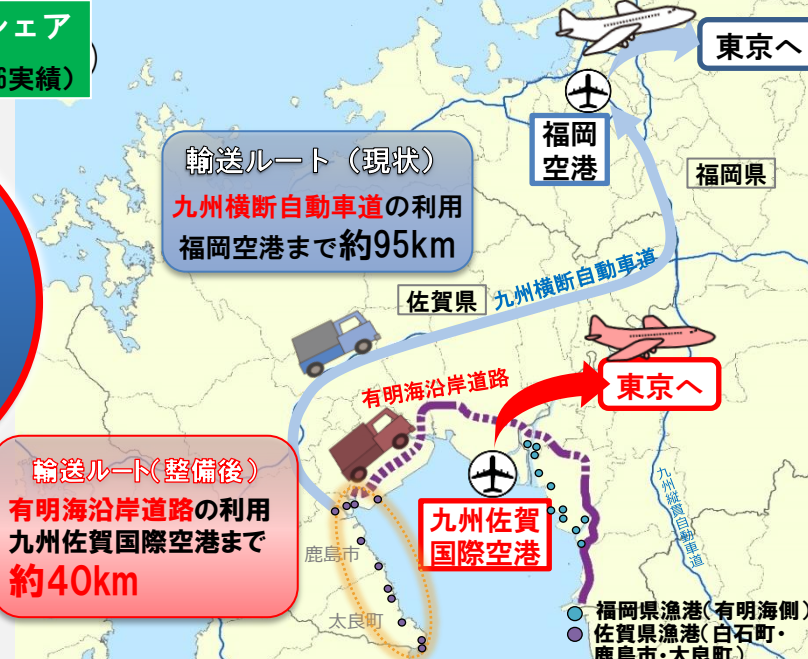 シェア
6実績）
東京へ
福岡
空港
福岡県
輸送ルート（現状）
九州横断自動車道の利用
福岡空港まで約95km
佐賀県
九州横断自動車道
有明海沿岸道路
東京へ
輸送ルート（整備後）
有明海沿岸道路の利用
九州佐賀国際空港まで
約40km
九州佐賀
国際空港
九州縦貫自動車道
鹿島市
太良町
福岡県漁港（有明海側）
佐賀県漁港（白石町・
鹿島市・太良町）